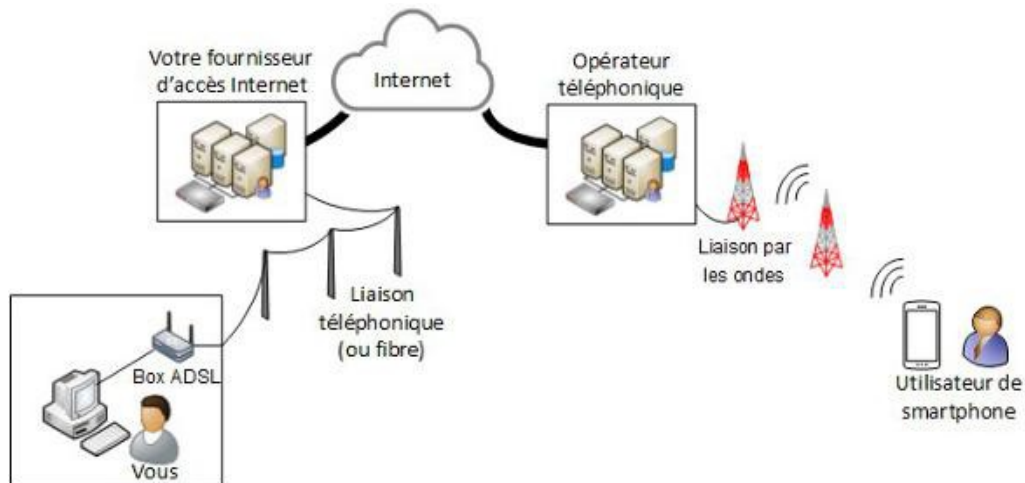 Votre fournisseur
d'accès Internet
Internet
Opérateur
téléphonique
Liaison par
les ondes
Liaison
téléphonique
(ou fibre)
Box ADSL
Vous
Utilisateur de
smartphone